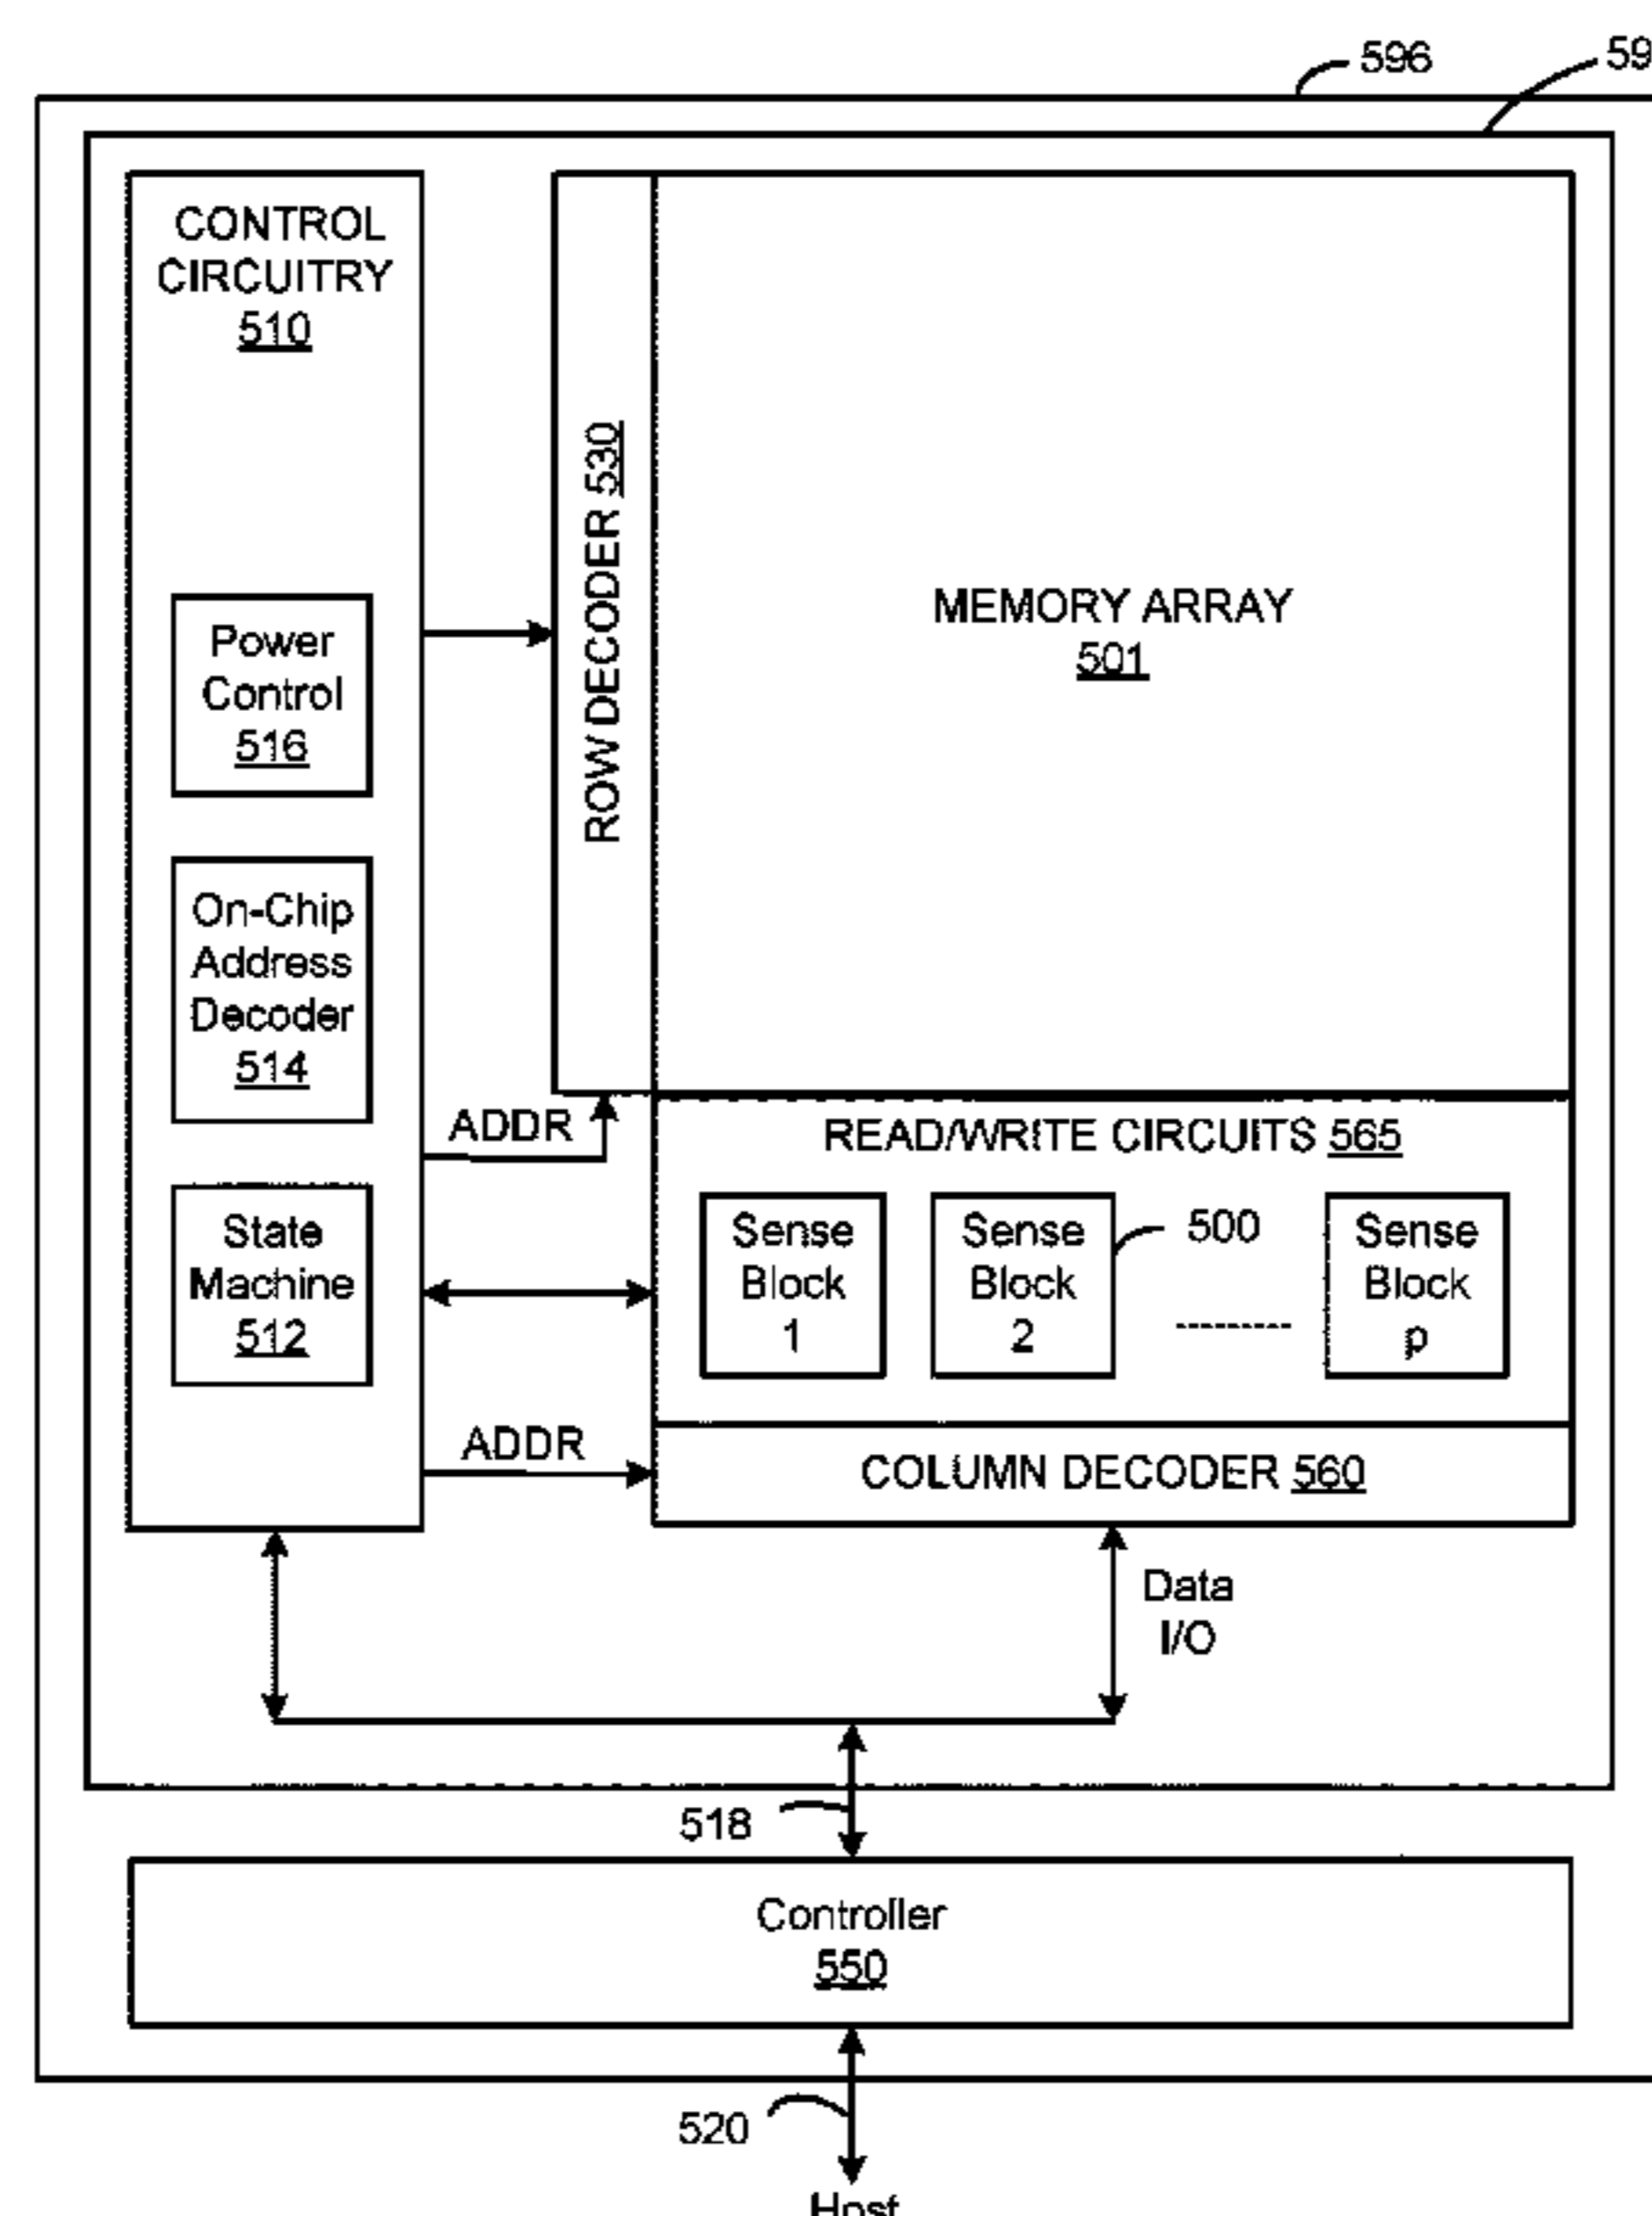 596
59
CONTROL
CIRCUITRY
510
Power
Control
516
On-Chip
Address
Decoder
514
State
Machine
512
ROW DECODER 530
MEMORY ARRAY
501
ADDR
READ/WRITE CIRCUITS 565
Sense
Block
1
Sense
Block
2
500
Sense
Block
p
ADDR
COLUMN DECODER 560
Data
I/O
518
Controller
550
520
Host